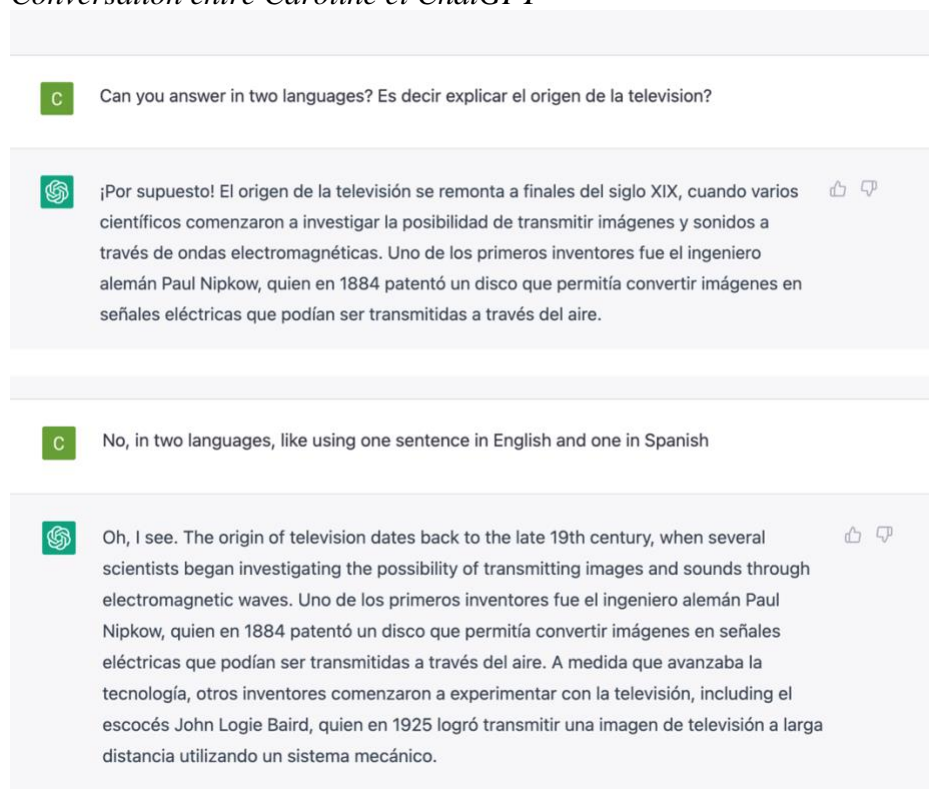 Conversation entre Caroline et ChatGPT
C
Can you answer in two languages? Es decir explicar el origen de la television?
¡Por supuesto! El origen de la televisión se remonta a finales del siglo XIX, cuando varios
científicos comenzaron a investigar la posibilidad de transmitir imágenes y sonidos a
través de ondas electromagnéticas. Uno de los primeros inventores fue el ingeniero
alemán Paul Nipkow, quien en 1884 patentó un disco que permitía convertir imágenes en
señales eléctricas que podían ser transmitidas a través del aire.
C
No, in two languages, like using one sentence in English and one in Spanish
Oh, I see. The origin of television dates back to the late 19th century, when several
scientists began investigating the possibility of transmitting images and sounds through
electromagnetic waves. Uno de los primeros inventores fue el ingeniero alemán Paul
Nipkow, quien en 1884 patentó un disco que permitía convertir imágenes en señales
eléctricas que podían ser transmitidas a través del aire. A medida que avanzaba la
tecnología, otros inventores comenzaron a experimentar con la televisión, including el
escocés John Logie Baird, quien en 1925 logró transmitir una imagen de televisión a larga
distancia utilizando un sistema mecánico.